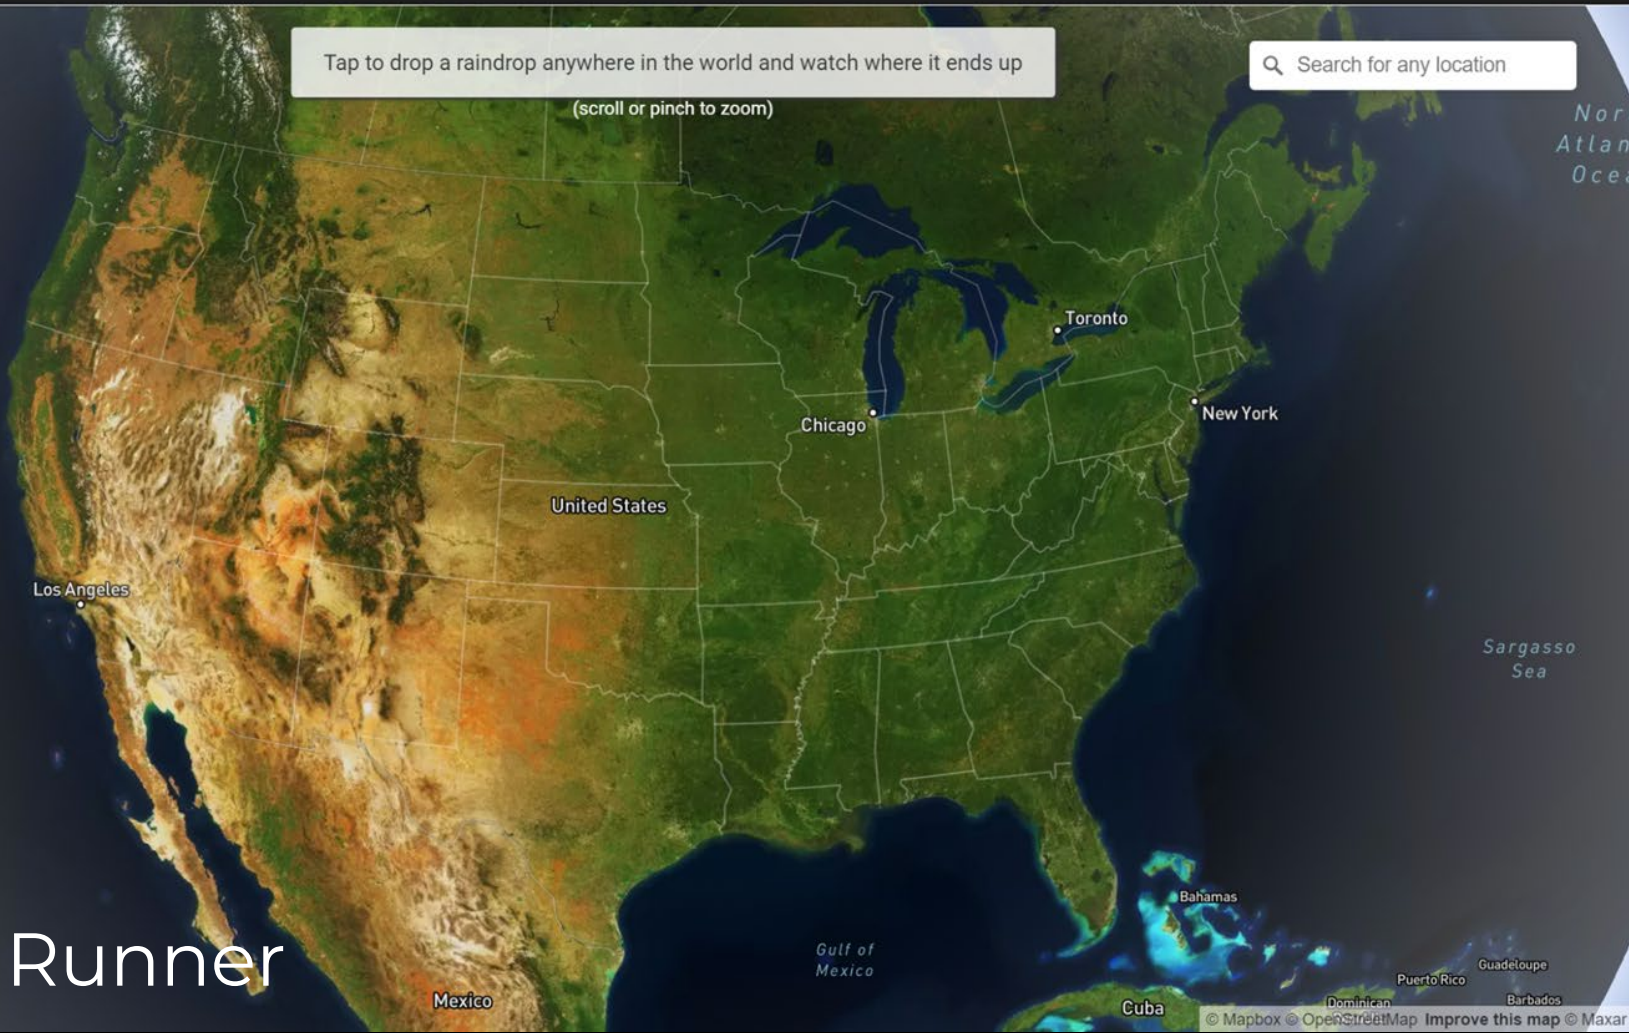 Tap to drop a raindrop anywhere in the world and watch where it ends up
Search for any location
(scroll or pinch to zoom)
Nor
Atlan
Ocea
Toronto
Chicago
New York
United States
Los Angeles
Sargasso
Sea
Bahamas
Gulf of
Mexico
Runner
Guadeloupe
Puerto Rico
Mexico
Cuba
Dominican
Barbados
© Mapbox © OpenStreetMap Improve this map © Maxar